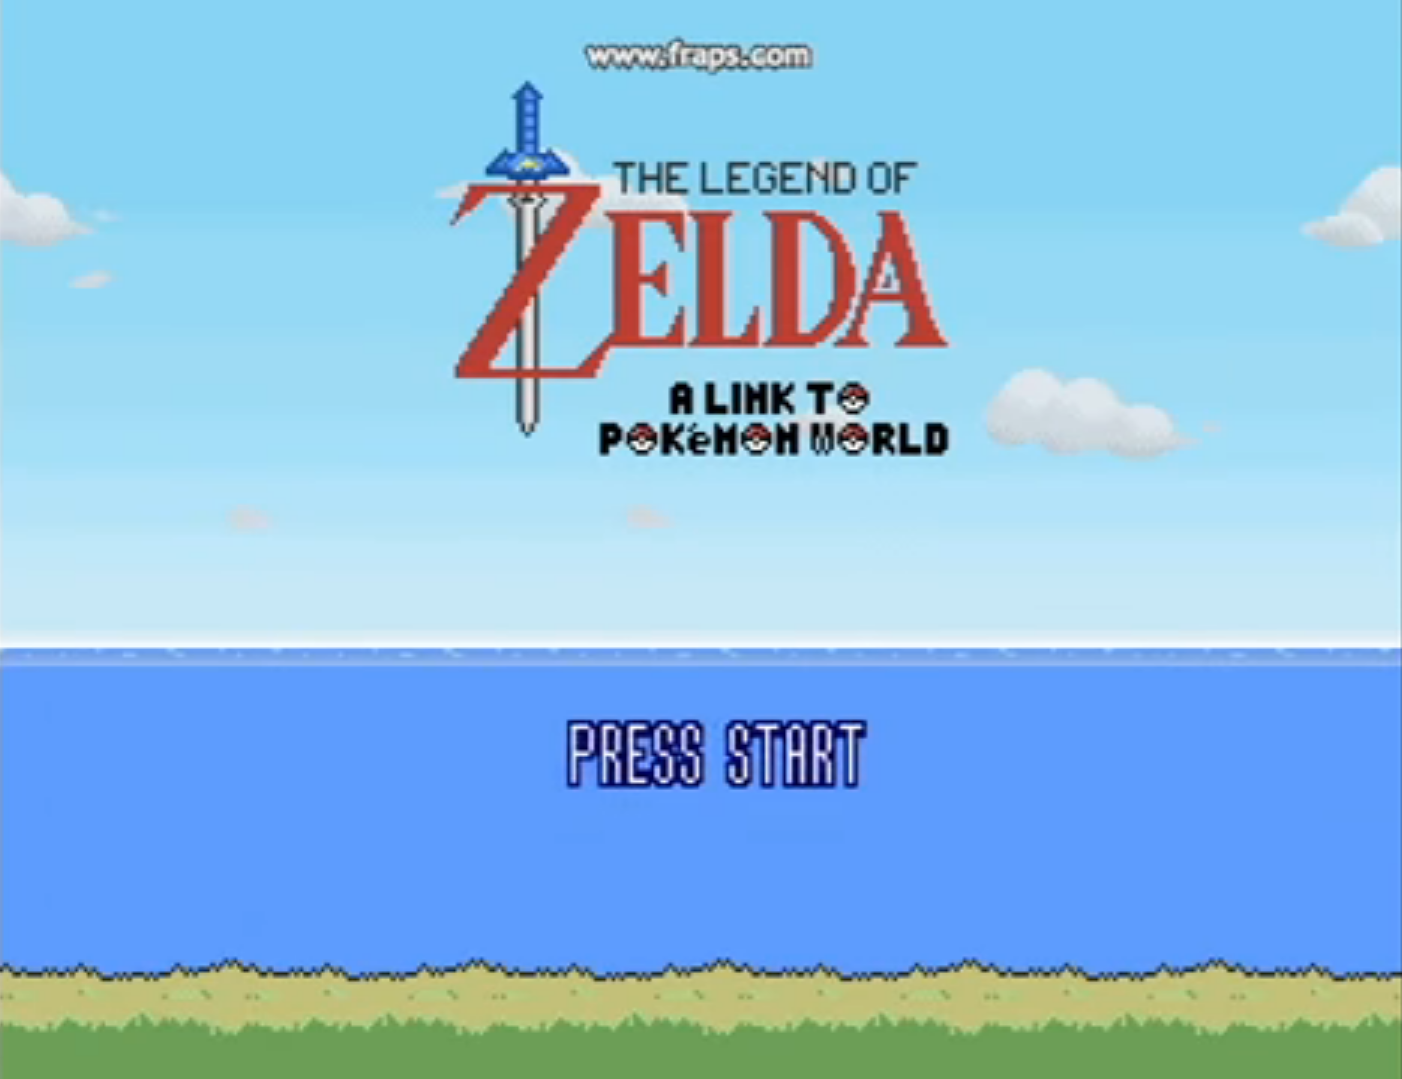 www.fraps.com
THE LEGEND OF
ZELDA
A LINK TO
POKéMON WORLD
PRESS START